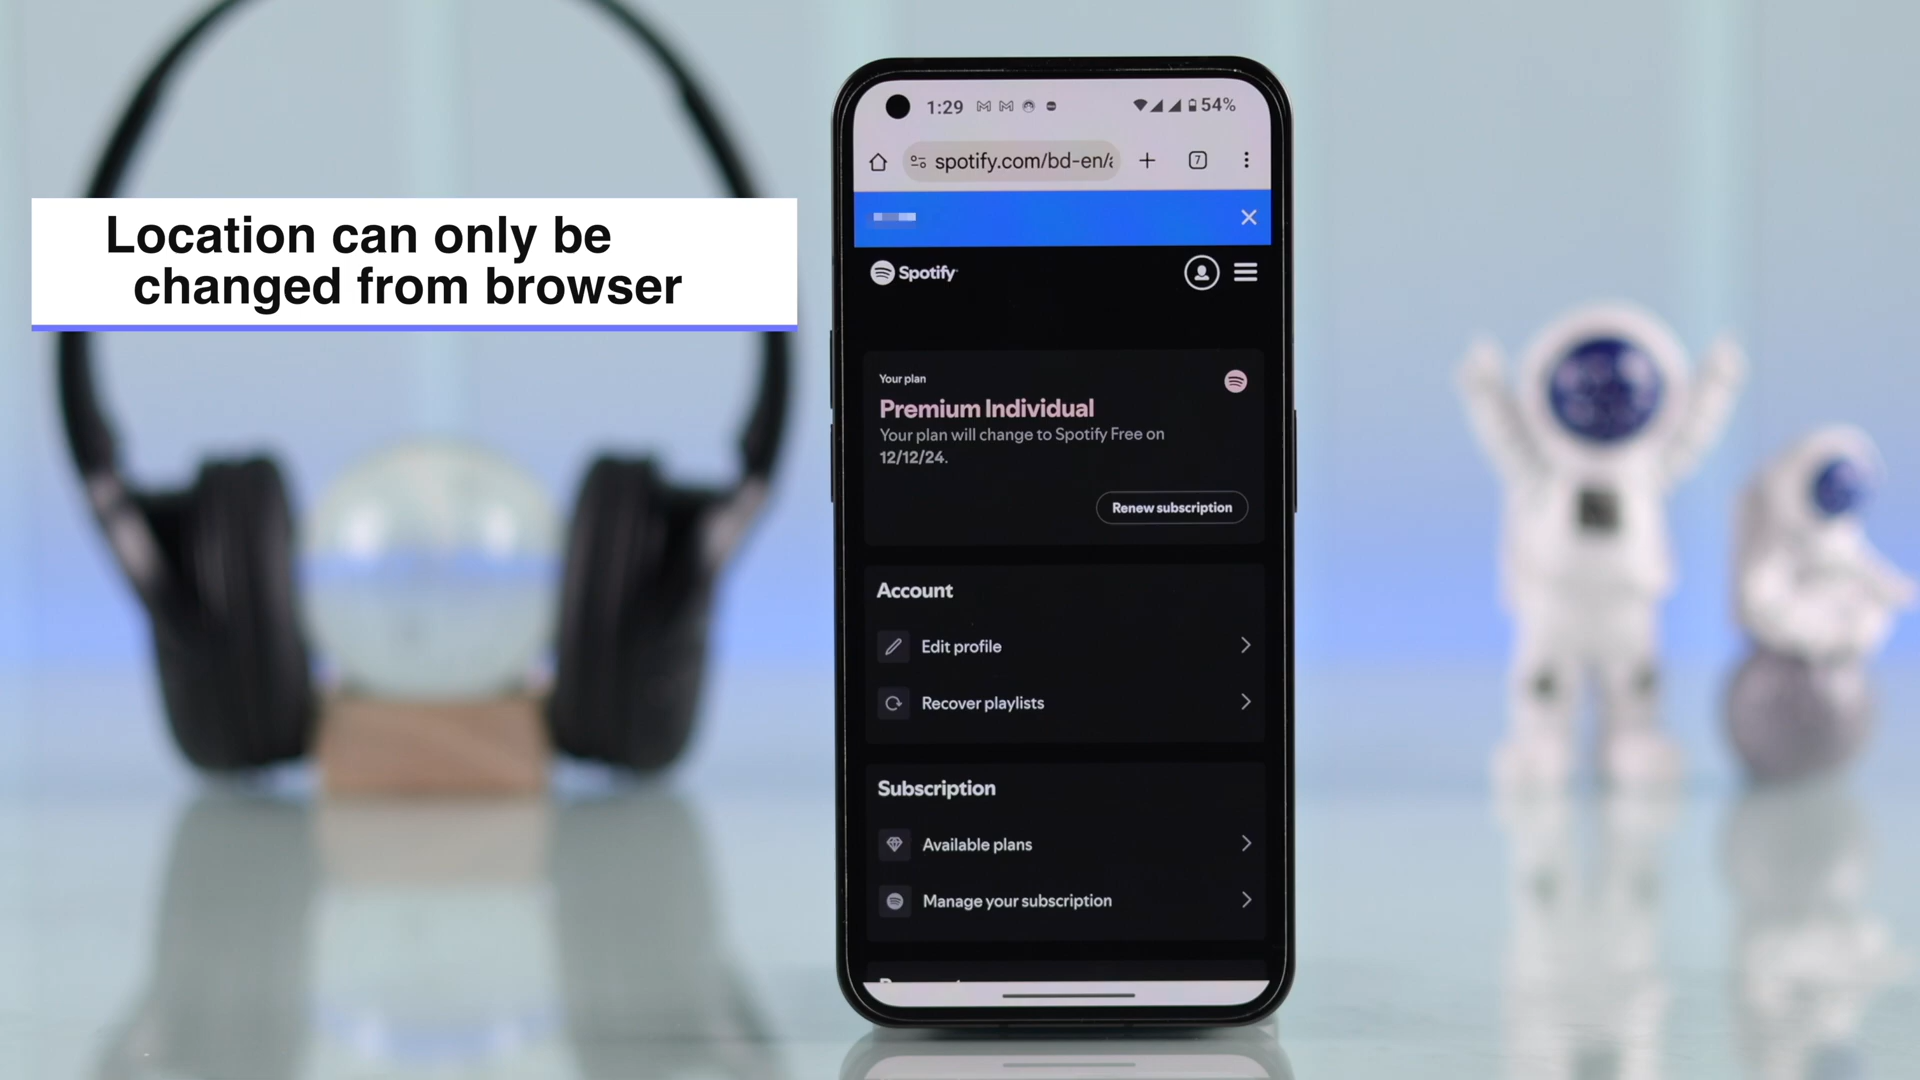 Location can only be
changed from browser
1:29
54%
spotify.com/bd-en/
7
Spotify
Your plan
Premium Individual
Your plan will change to Spotify Free on
12/12/24.
Renew subscription
Account
Edit profile
Recover playlists
Subscription
Available plans
Manage your subscription